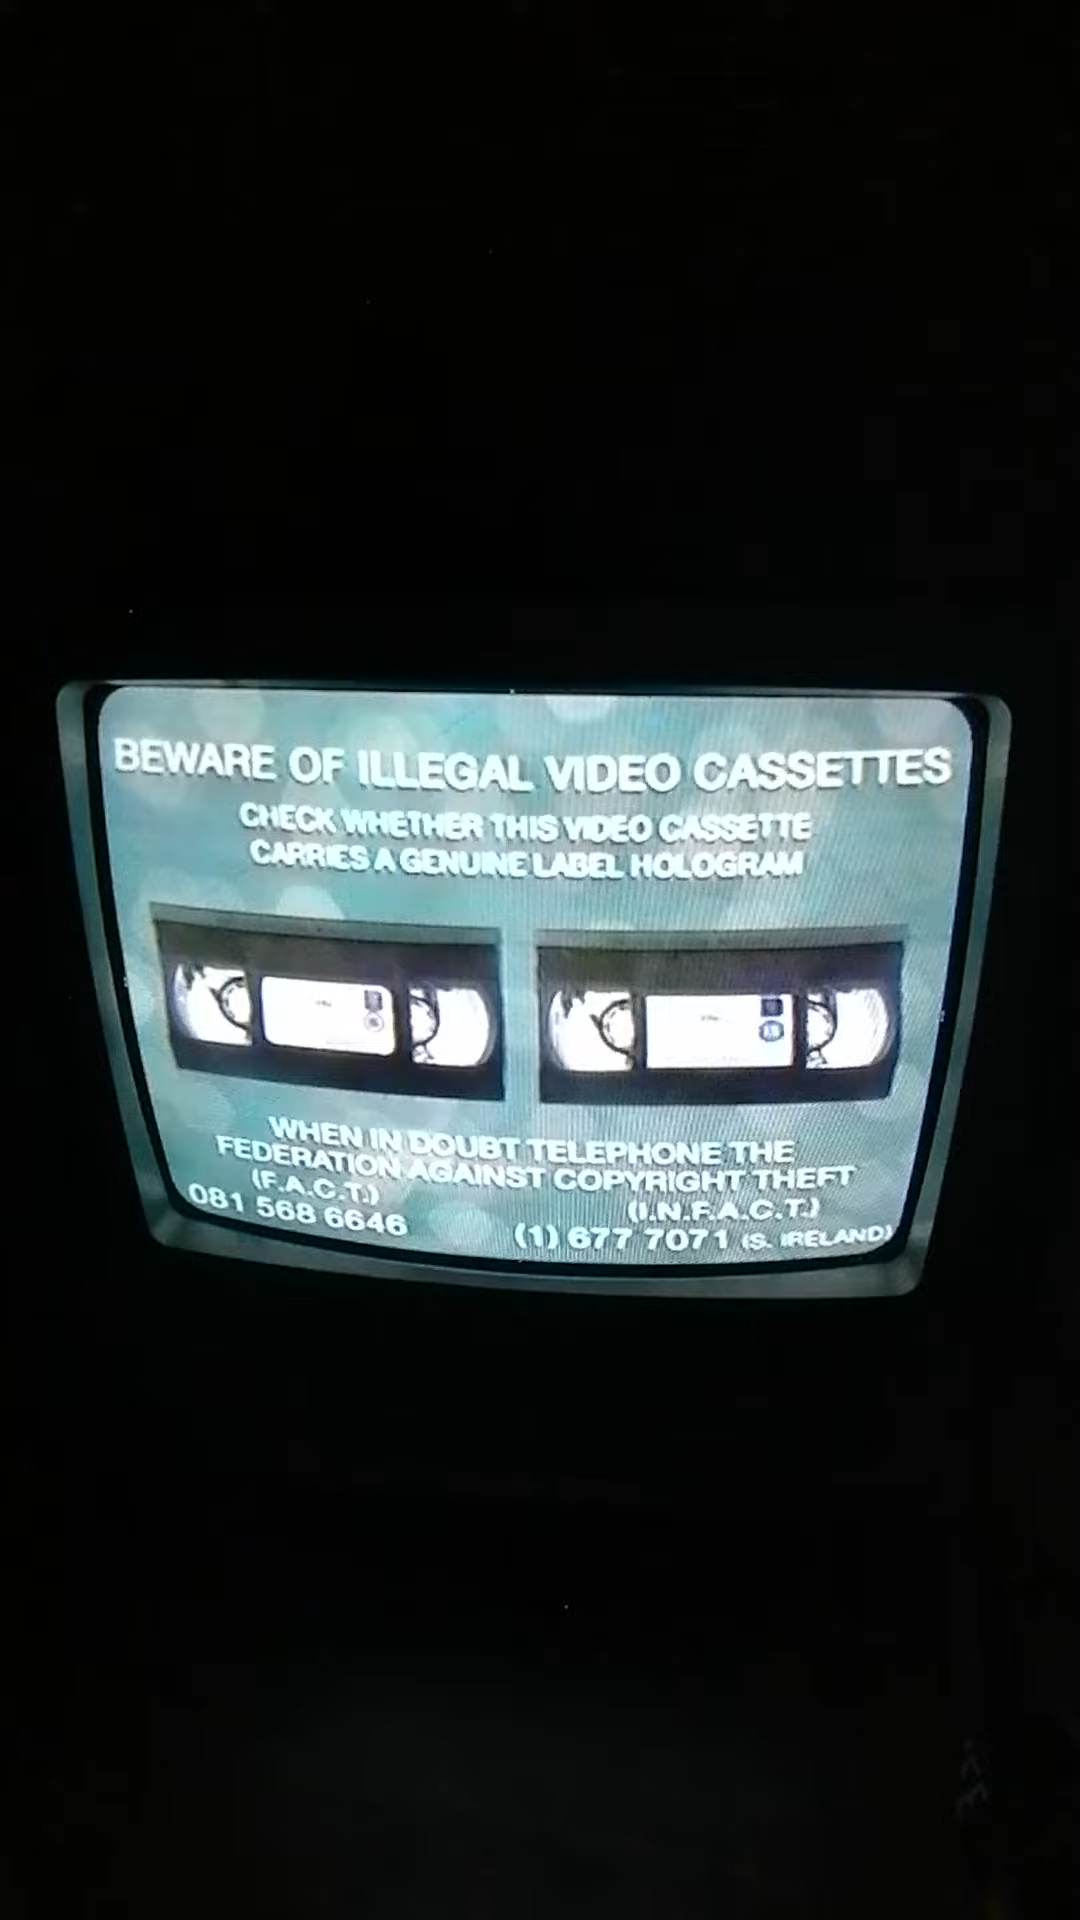 BEWARE OF ILLEGAL VIDEO CASSETTES
CHECK WHETHER THIS VIDEO CASSETTE
CARRIES A GENUINE LABEL HOLOGRAM
WHEN IN DOUBT TELEPHONE THE
FEDERATION AGAINST COPYRIGHT THEFT
(F.A.C.T.) (I.N.F.A.C.T.)
081 568 6646 (1) 677 7071 (S. IRELAND)